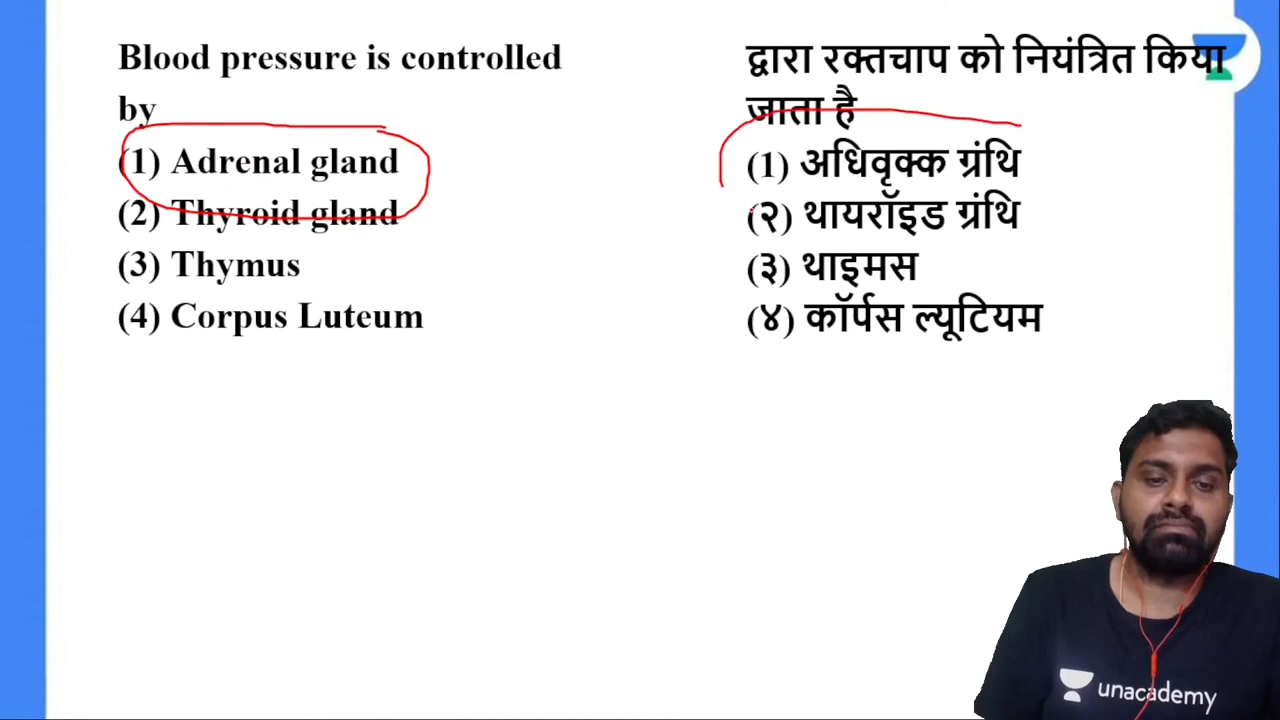 Blood pressure is controlled
by
(1) Adrenal gland
(2) Thyroid gland
(3) Thymus
(4) Corpus Luteum
द्वारा रक्तचाप को नियंत्रित किया
जाता है
(1) अधिवृक्क ग्रंथि
(२) थायरॉइड ग्रंथि
(३) थाइमस
(४) कॉर्पस ल्यूटियम
unacademy